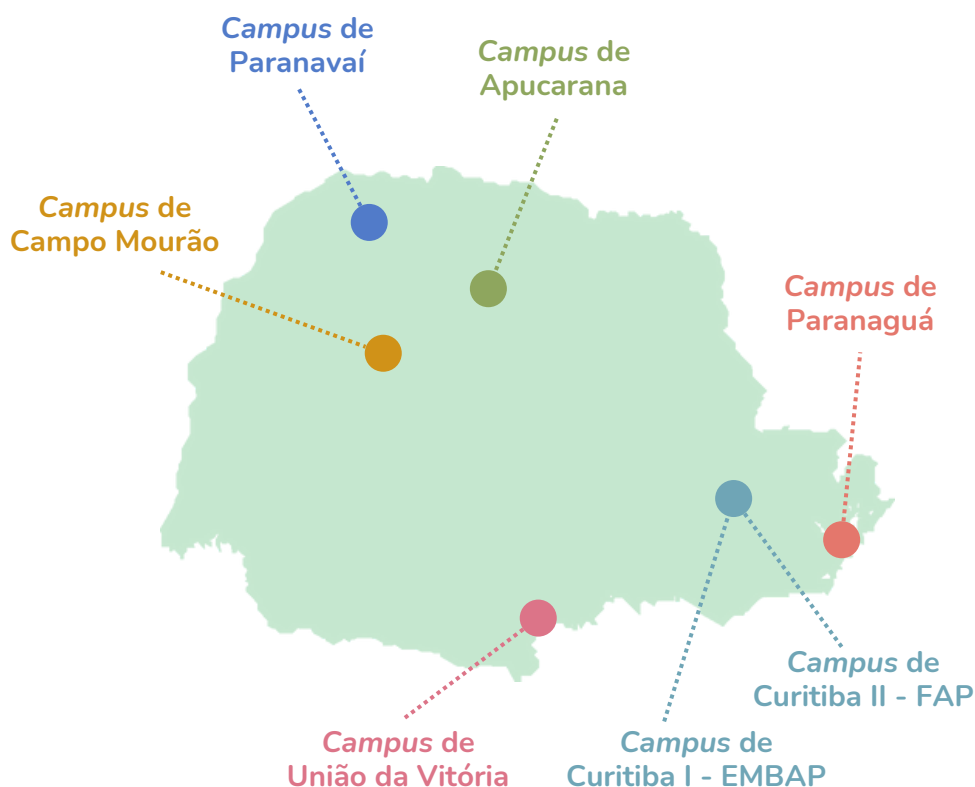 Campus de
Paranavaí
Campus de
Apucarana
Campus de
Campo Mourão
Campus de
Paranaguá
Campus de
Curitiba II - FAP
Campus de
União da Vitória
Campus de
Curitiba I - EMBAP